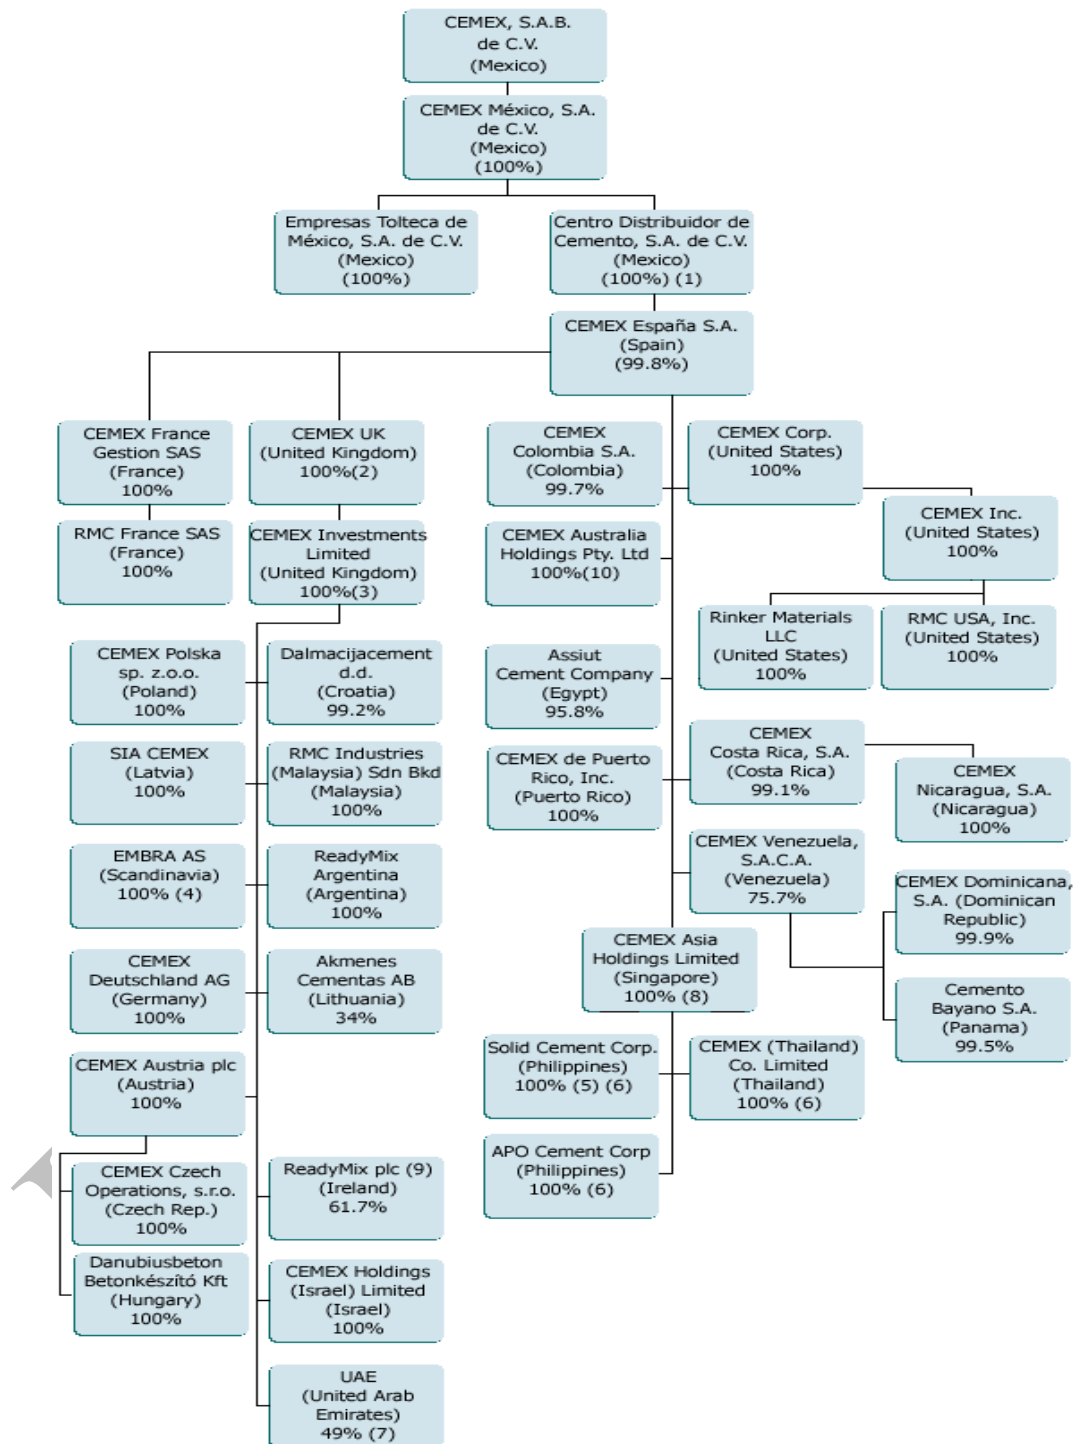 CEMEX, S.A.B.
de C.V.
(Mexico)
CEMEX México, S.A.
de C.V.
(Mexico)
(100%)
Empresas Tolteca de
México, S.A. de C.V.
(Mexico)
(100%)
Centro Distribuidor de
Cemento, S.A. de C.V.
(Mexico)
(100%) (1)
CEMEX España S.A.
(Spain)
(99.8%)
CEMEX France
Gestion SAS
(France)
100%
CEMEX UK
(United Kingdom)
100%(2)
CEMEX
Colombia S.A.
(Colombia)
99.7%
CEMEX Corp.
(United States)
100%
CEMEX Inc.
(United States)
100%
RMC France SAS
(France)
100%
CEMEX Investments
Limited
(United Kingdom)
100%(3)
CEMEX Australia
Holdings Pty. Ltd
100%(10)
Rinker Materials
LLC
(United States)
100%
RMC USA, Inc.
(United States)
100%
CEMEX Polska
sp. z.o.o.
(Poland)
100%
Dalmacijacement
d.d.
(Croatia)
99.2%
Assiut
Cement Company
(Egypt)
95.8%
SIA CEMEX
(Latvia)
100%
RMC Industries
(Malaysia) Sdn Bkd
(Malaysia)
100%
CEMEX de Puerto
Rico, Inc.
(Puerto Rico)
100%
CEMEX
Costa Rica, S.A.
(Costa Rica)
99.1%
CEMEX
Nicaragua, S.A.
(Nicaragua)
100%
EMBRA AS
(Scandinavia)
100% (4)
ReadyMix
Argentina
(Argentina)
100%
CEMEX Venezuela,
S.A.C.A.
(Venezuela)
75.7%
CEMEX Dominicana,
S.A. (Dominican
Republic)
99.9%
CEMEX
Deutschland AG
(Germany)
100%
Akmenes
Cementas AB
(Lithuania)
34%
CEMEX Asia
Holdings Limited
(Singapore)
100% (8)
Cemento
Bayano S.A.
(Panama)
99.5%
CEMEX Austria plc
(Austria)
100%
Solid Cement Corp.
(Philippines)
100% (5) (6)
CEMEX (Thailand)
Co. Limited
(Thailand)
100% (6)
CEMEX Czech
Operations, s.r.o.
(Czech Rep.)
100%
ReadyMix plc (9)
(Ireland)
61.7%
APO Cement Corp
(Philippines)
100% (6)
Danubiusbeton
Betonkészító Kft
(Hungary)
100%
CEMEX Holdings
(Israel) Limited
(Israel)
100%
UAE
(United Arab
Emirates)
49% (7)